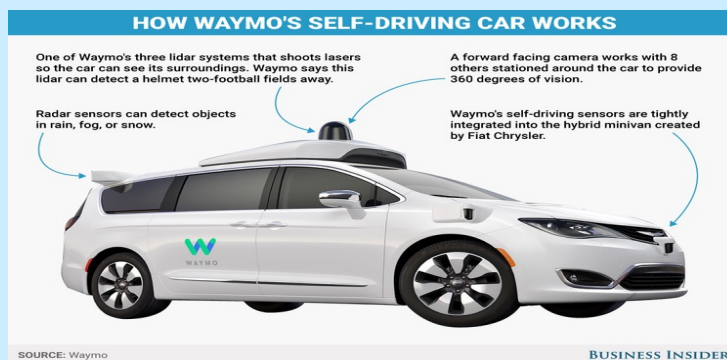 HOW WAYMO'S SELF-DRIVING CAR WORKS
One of Waymo's three lidar systems that shoots lasers
so the car can see its surroundings. Waymo says this
lidar can detect a helmet two-football fields away.
A forward facing camera works with 8
others stationed around the car to provide
360 degrees of vision.
Radar sensors can detect objects
in rain, fog, or snow.
Waymo's self-driving sensors are tightly
integrated into the hybrid minivan created
by Fiat Chrysler.
WAYMO
SOURCE: Waymo
BUSINESS INSIDER